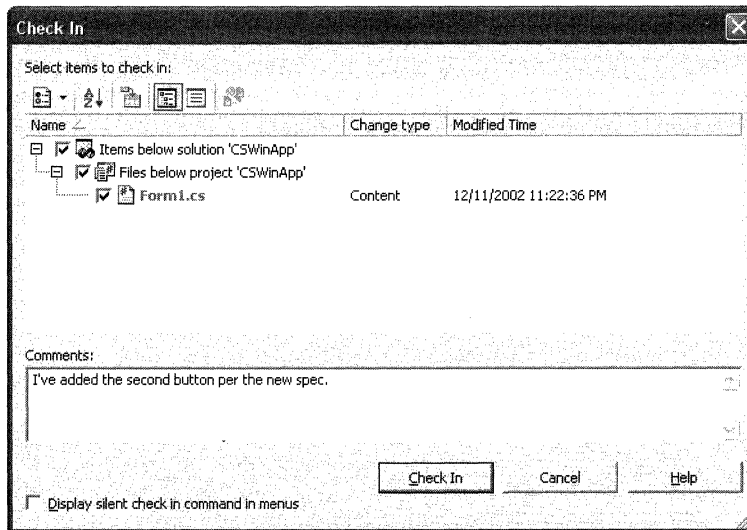 Check In
Select items to check in:
Name Change type Modified Time
Items below solution 'CSWinApp'
Files below project 'CSWinApp'
Form1.cs Content 12/11/2002 11:22:36 PM
Comments:
I've added the second button per the new spec.
Check In Cancel Help
Display silent check in command in menus